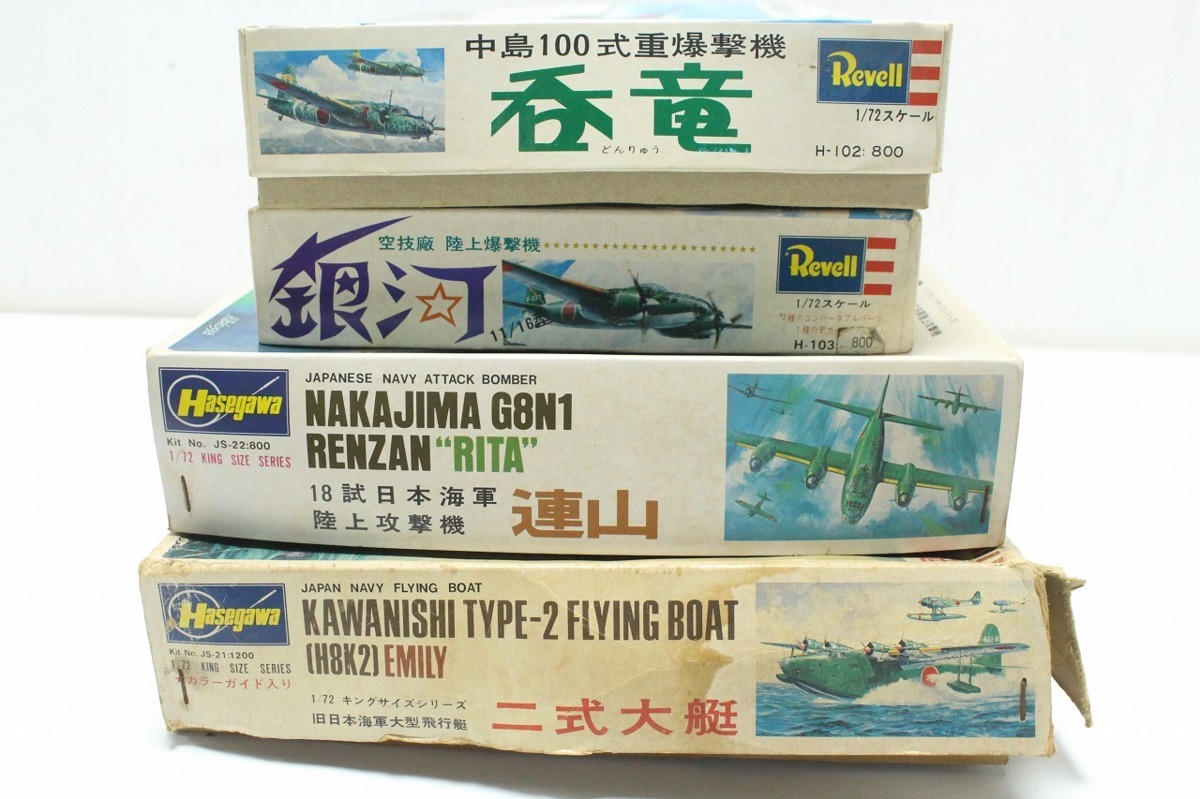 中島100式重爆撃機
呑竜
どんりゅう
Revell
1/72スケール
H-102: 800
銀河
空技廠 陸上爆撃機
11/16
Revell
1/72スケール
H-103 800
Hasegawa
Kit No. JS-22:800
1/72 KING SIZE SERIES
JAPANESE NAVY ATTACK BOMBER
NAKAJIMA G8N1
RENZAN "RITA"
18試日本海軍
陸上攻撃機
連山
Hasegawa
Kit No. JS-21:1200
1/72 KING SIZE SERIES
カラーガイド入り
JAPAN NAVY FLYING BOAT
KAWANISHI TYPE-2 FLYING BOAT
(H8K2) EMILY
1/72 キングサイズシリーズ
旧日本海軍大型飛行艇
二式大艇